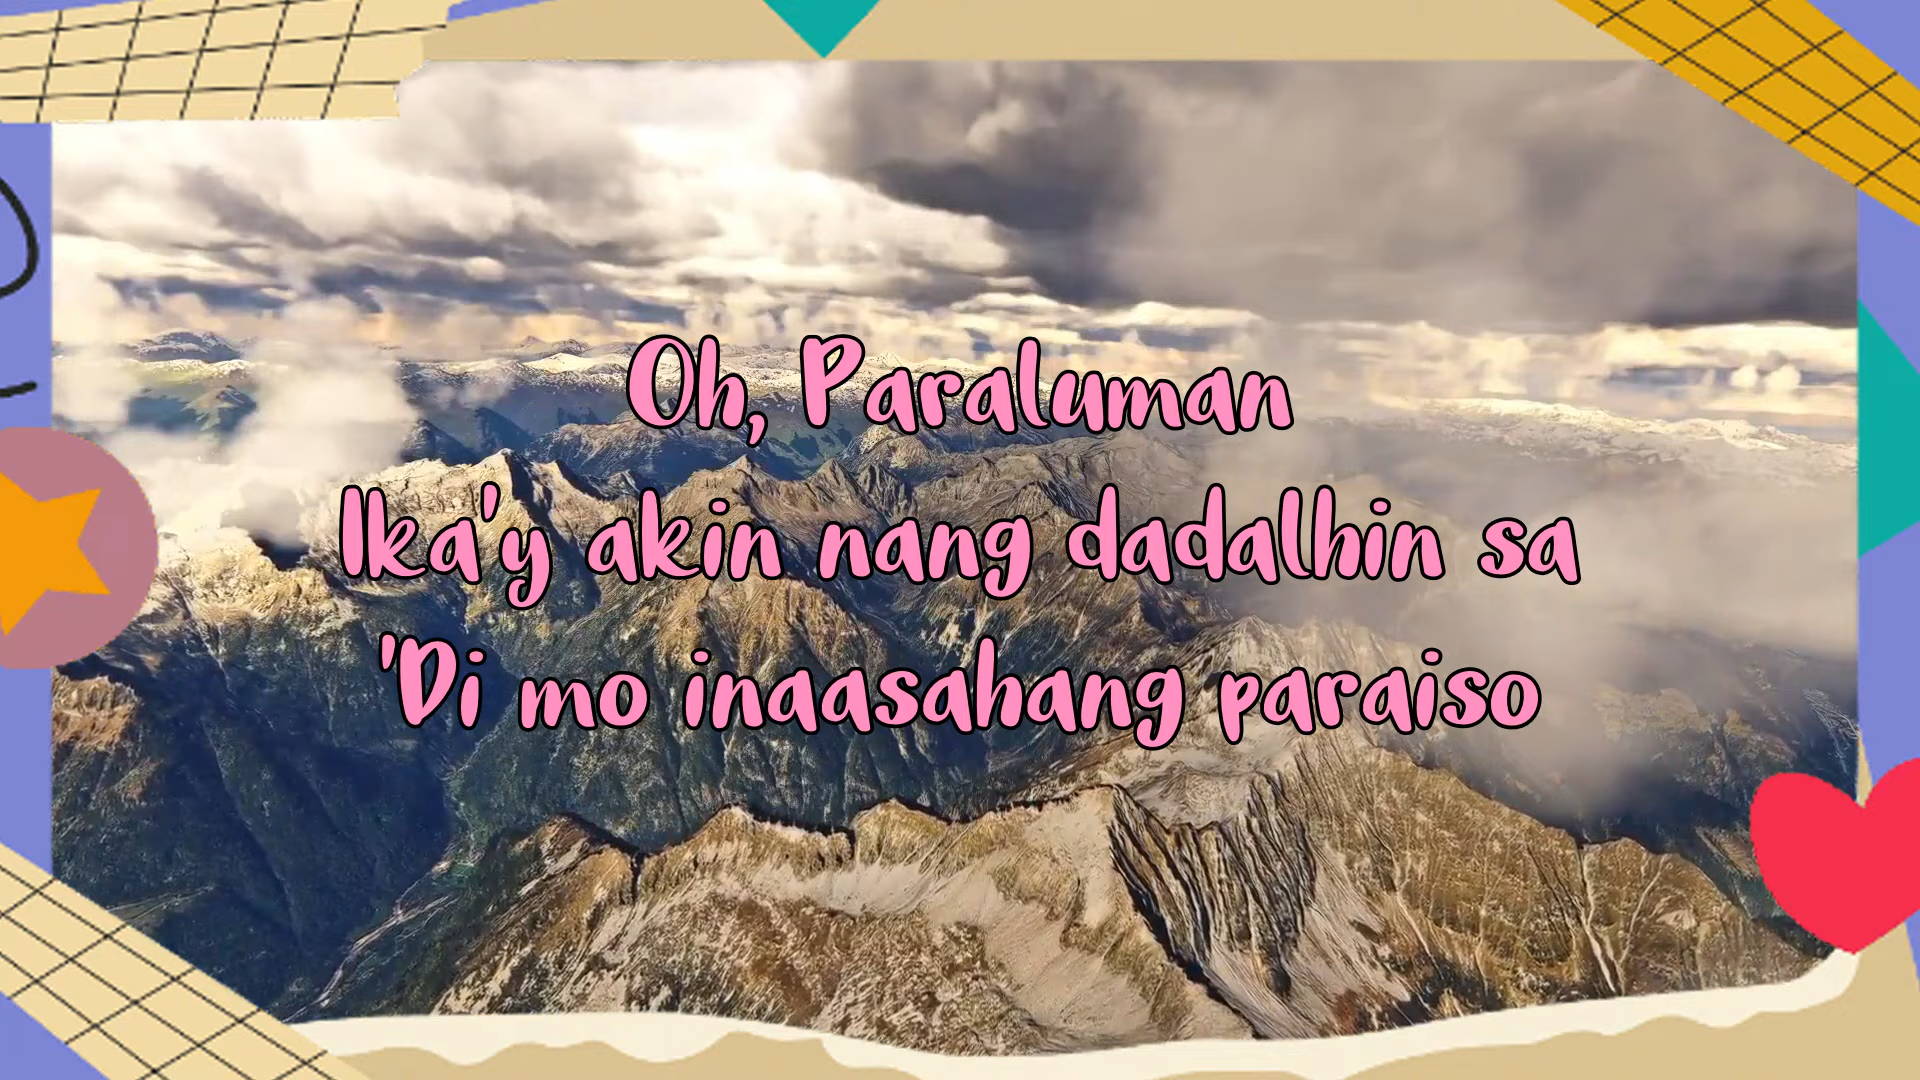 Oh, Paraluman
Ika'y akin nang dadalhin sa
'Di mo inaasahang paraiso